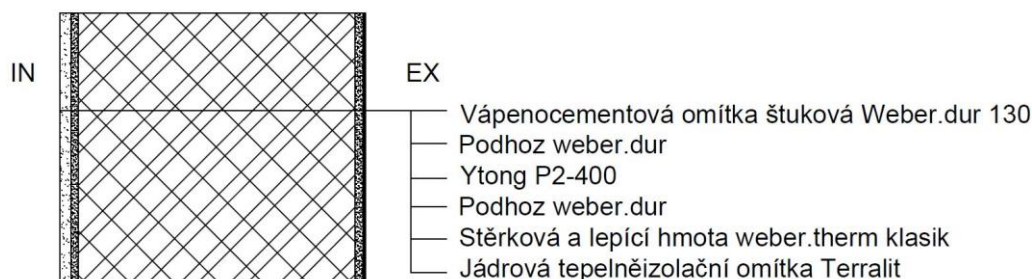 IN
EX
Vápenocementová omítka štuková Weber.dur 130
Podhoz weber.dur
Ytong P2-400
Podhoz weber.dur
Stěrková a lepící hmota weber.therm klasik
Jádrová tepelněizolační omítka Terralit